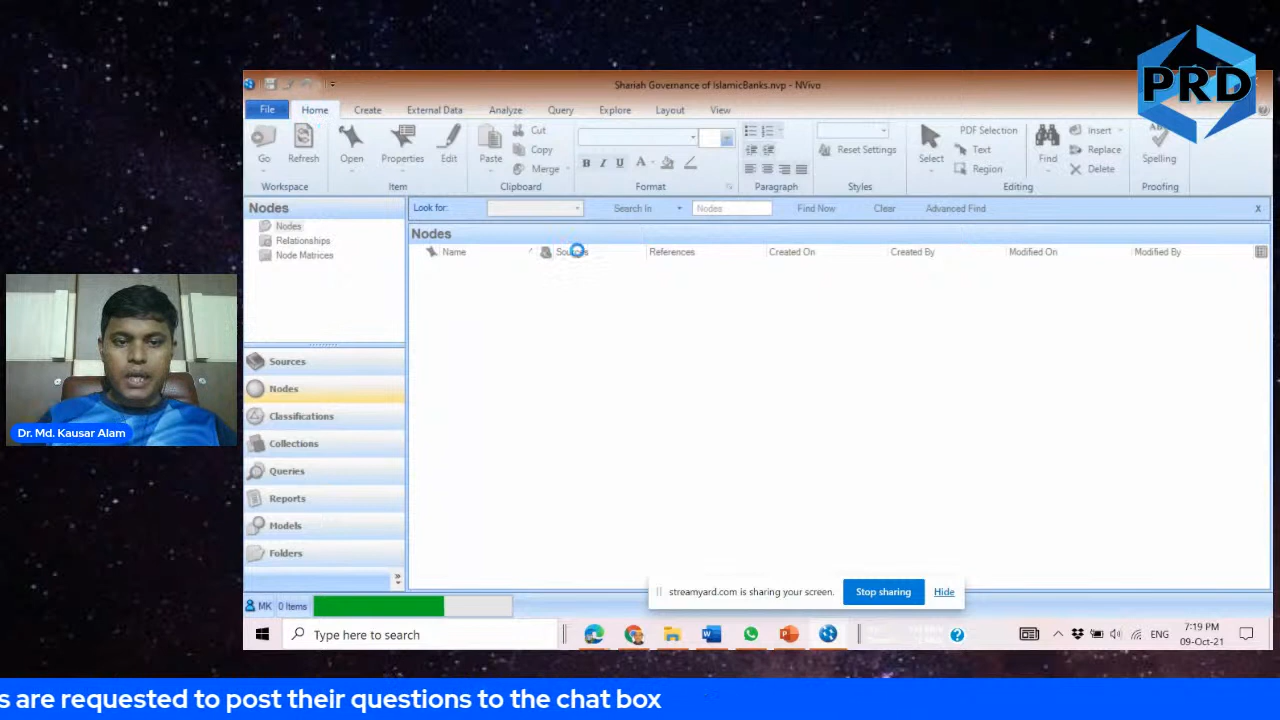 PRD
Shariah Governance of IslamicBanks.nvp - NVivo
File Home Create External Data Analyze Query Explore Layout View
Go Refresh Open Properties Edit Paste Cut Copy Merge
B I U A
Reset Settings
Select PDF Selection Text Region
Find Insert Replace Delete
Spelling
Workspace Item Clipboard Format Paragraph Styles Editing Proofing
Nodes
Look for: Search In Nodes Find Now Clear Advanced Find X
Nodes
Relationships
Node Matrices
Nodes
Name Sources References Created On Created By Modified On Modified By
Sources
Nodes
Classifications
Collections
Queries
Reports
Models
Folders
Dr. Md. Kausar Alam
streamyard.com is sharing your screen. Stop sharing Hide
MK 0 Items
Type here to search
ENG
7:19 PM
09-Oct-21
s are requested to post their questions to the chat box